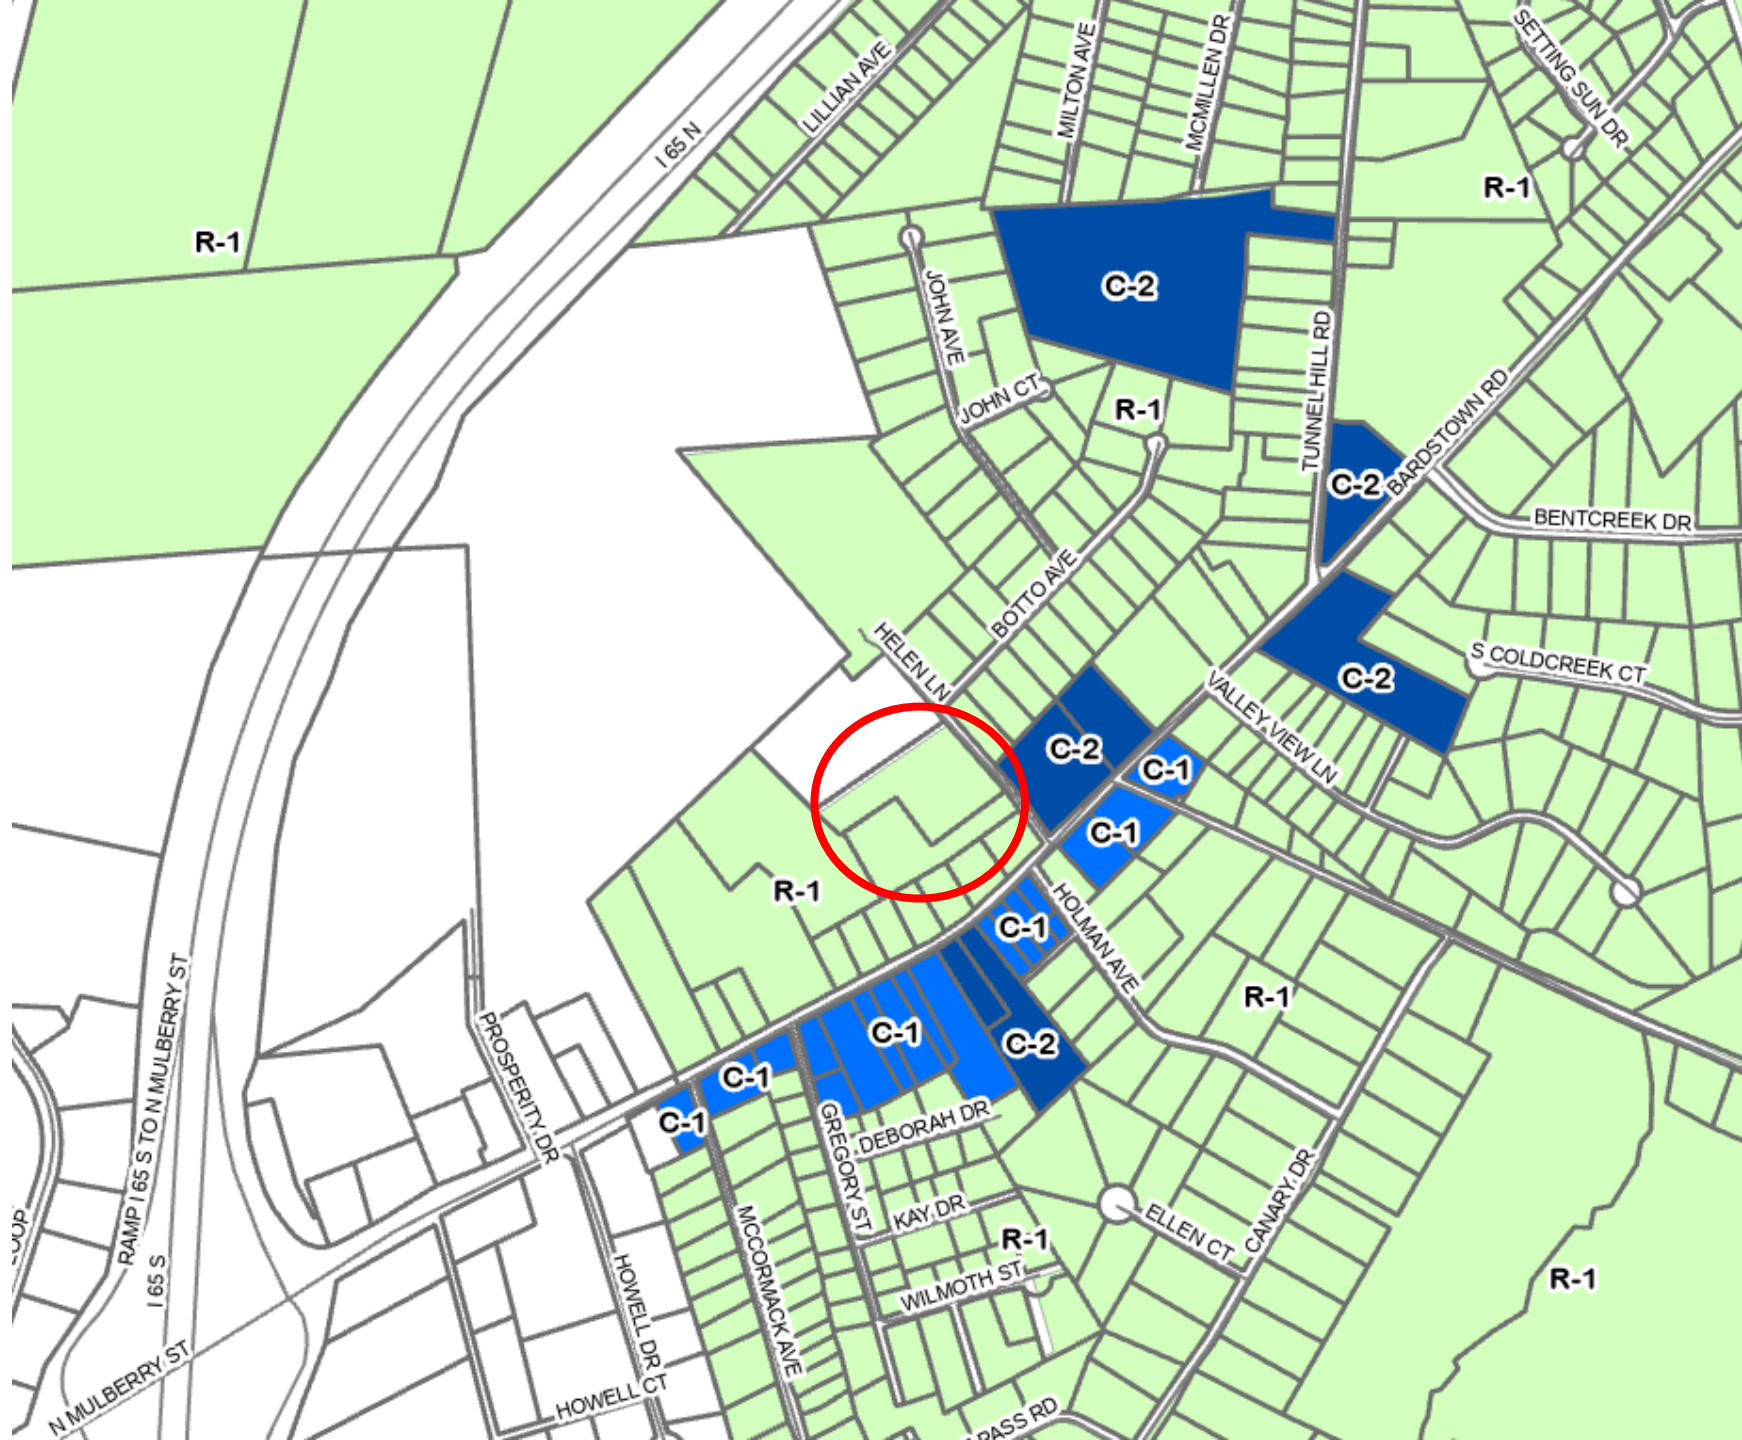 SETTING SUN DR
MILTON AVE
MCMILLEN DR
LILLIAN AVE
I 65 N
R-1
R-1
C-2
JOHN AVE
TUNNEL HILL RD
JOHN CT
R-1
BARDSTOWN RD
C-2
BENTCREEK DR
BOTTO AVE
HELEN LN
S COLDCREEK CT
C-2
VALLEY VIEW LN
C-2
C-1
C-1
R-1
HOLMAN AVE
C-1
R-1
RAMP I 65 S TO N MULBERRY ST
PROSPERITY DR
C-1
C-2
C-1
C-1
GREGORY ST
DEBORAH DR
CANARY DR
KAY DR
ELLEN CT
MCCORMACK AVE
R-1
R-1
WILMOTH ST
I 65 S
HOWELL DR
N MULBERRY ST
HOWELL CT